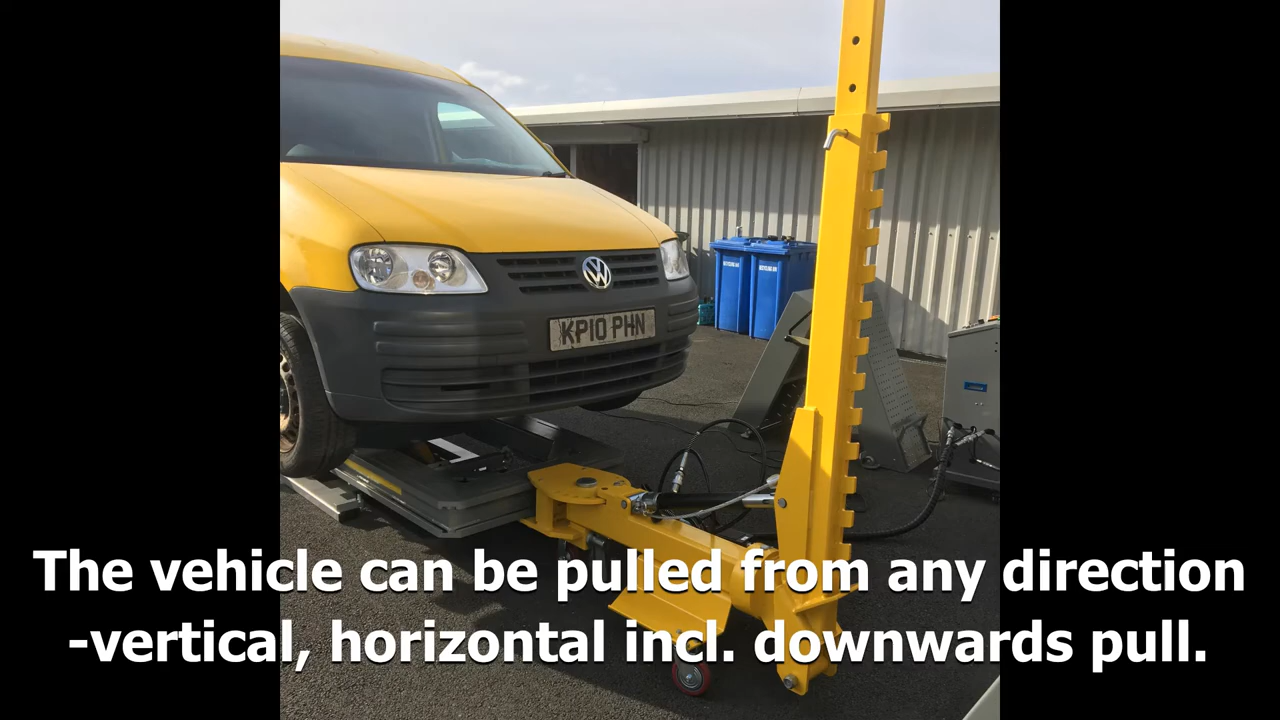 KP10 PHN
The vehicle can be pulled from any direction
-vertical, horizontal incl. downwards pull.